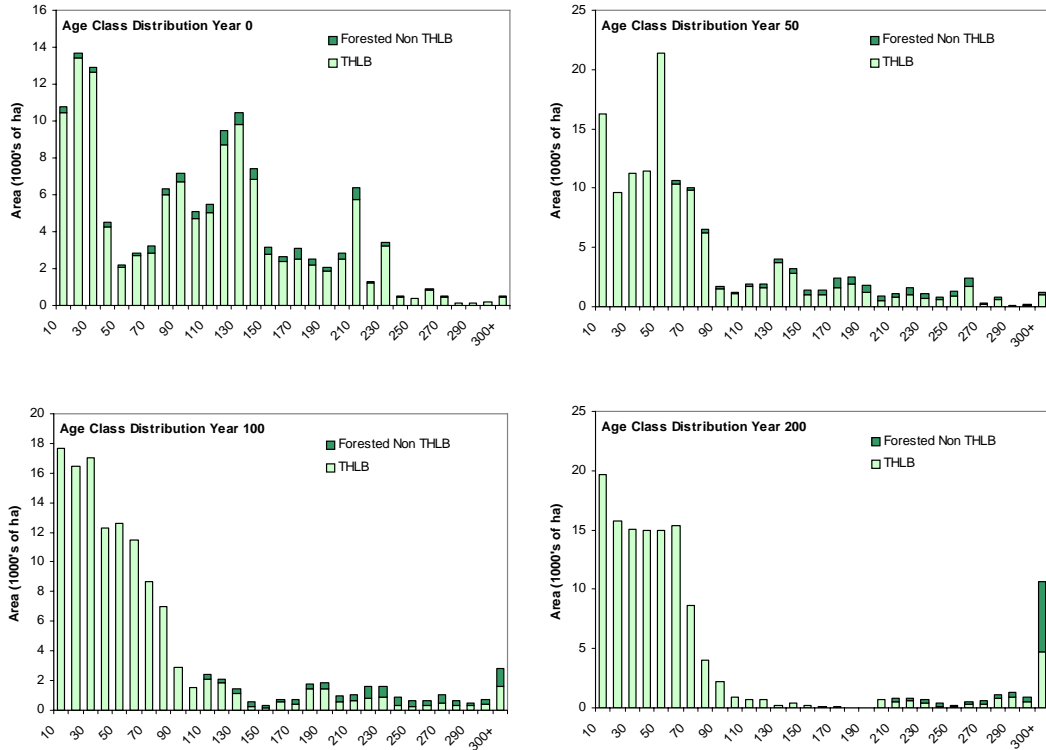 Age Class Distribution Year 0
Forested Non THLB
THLB
Area (1000's of ha)
16
14
12
10
8
6
4
2
0
10 30 50 70 90 110 130 150 170 190 210 230 250 270 290 300+
Age Class Distribution Year 50
Forested Non THLB
THLB
Area (1000's of ha)
25
20
15
10
5
0
10 30 50 70 90 110 130 150 170 190 210 230 250 270 290 300+
Age Class Distribution Year 100
Forested Non THLB
THLB
Area (1000's of ha)
20
18
16
14
12
10
8
6
4
2
0
10 30 50 70 90 110 130 150 170 190 210 230 250 270 290 300+
Age Class Distribution Year 200
Forested Non THLB
THLB
Area (1000's of ha)
25
20
15
10
5
0
10 30 50 70 90 110 130 150 170 190 210 230 250 270 290 300+